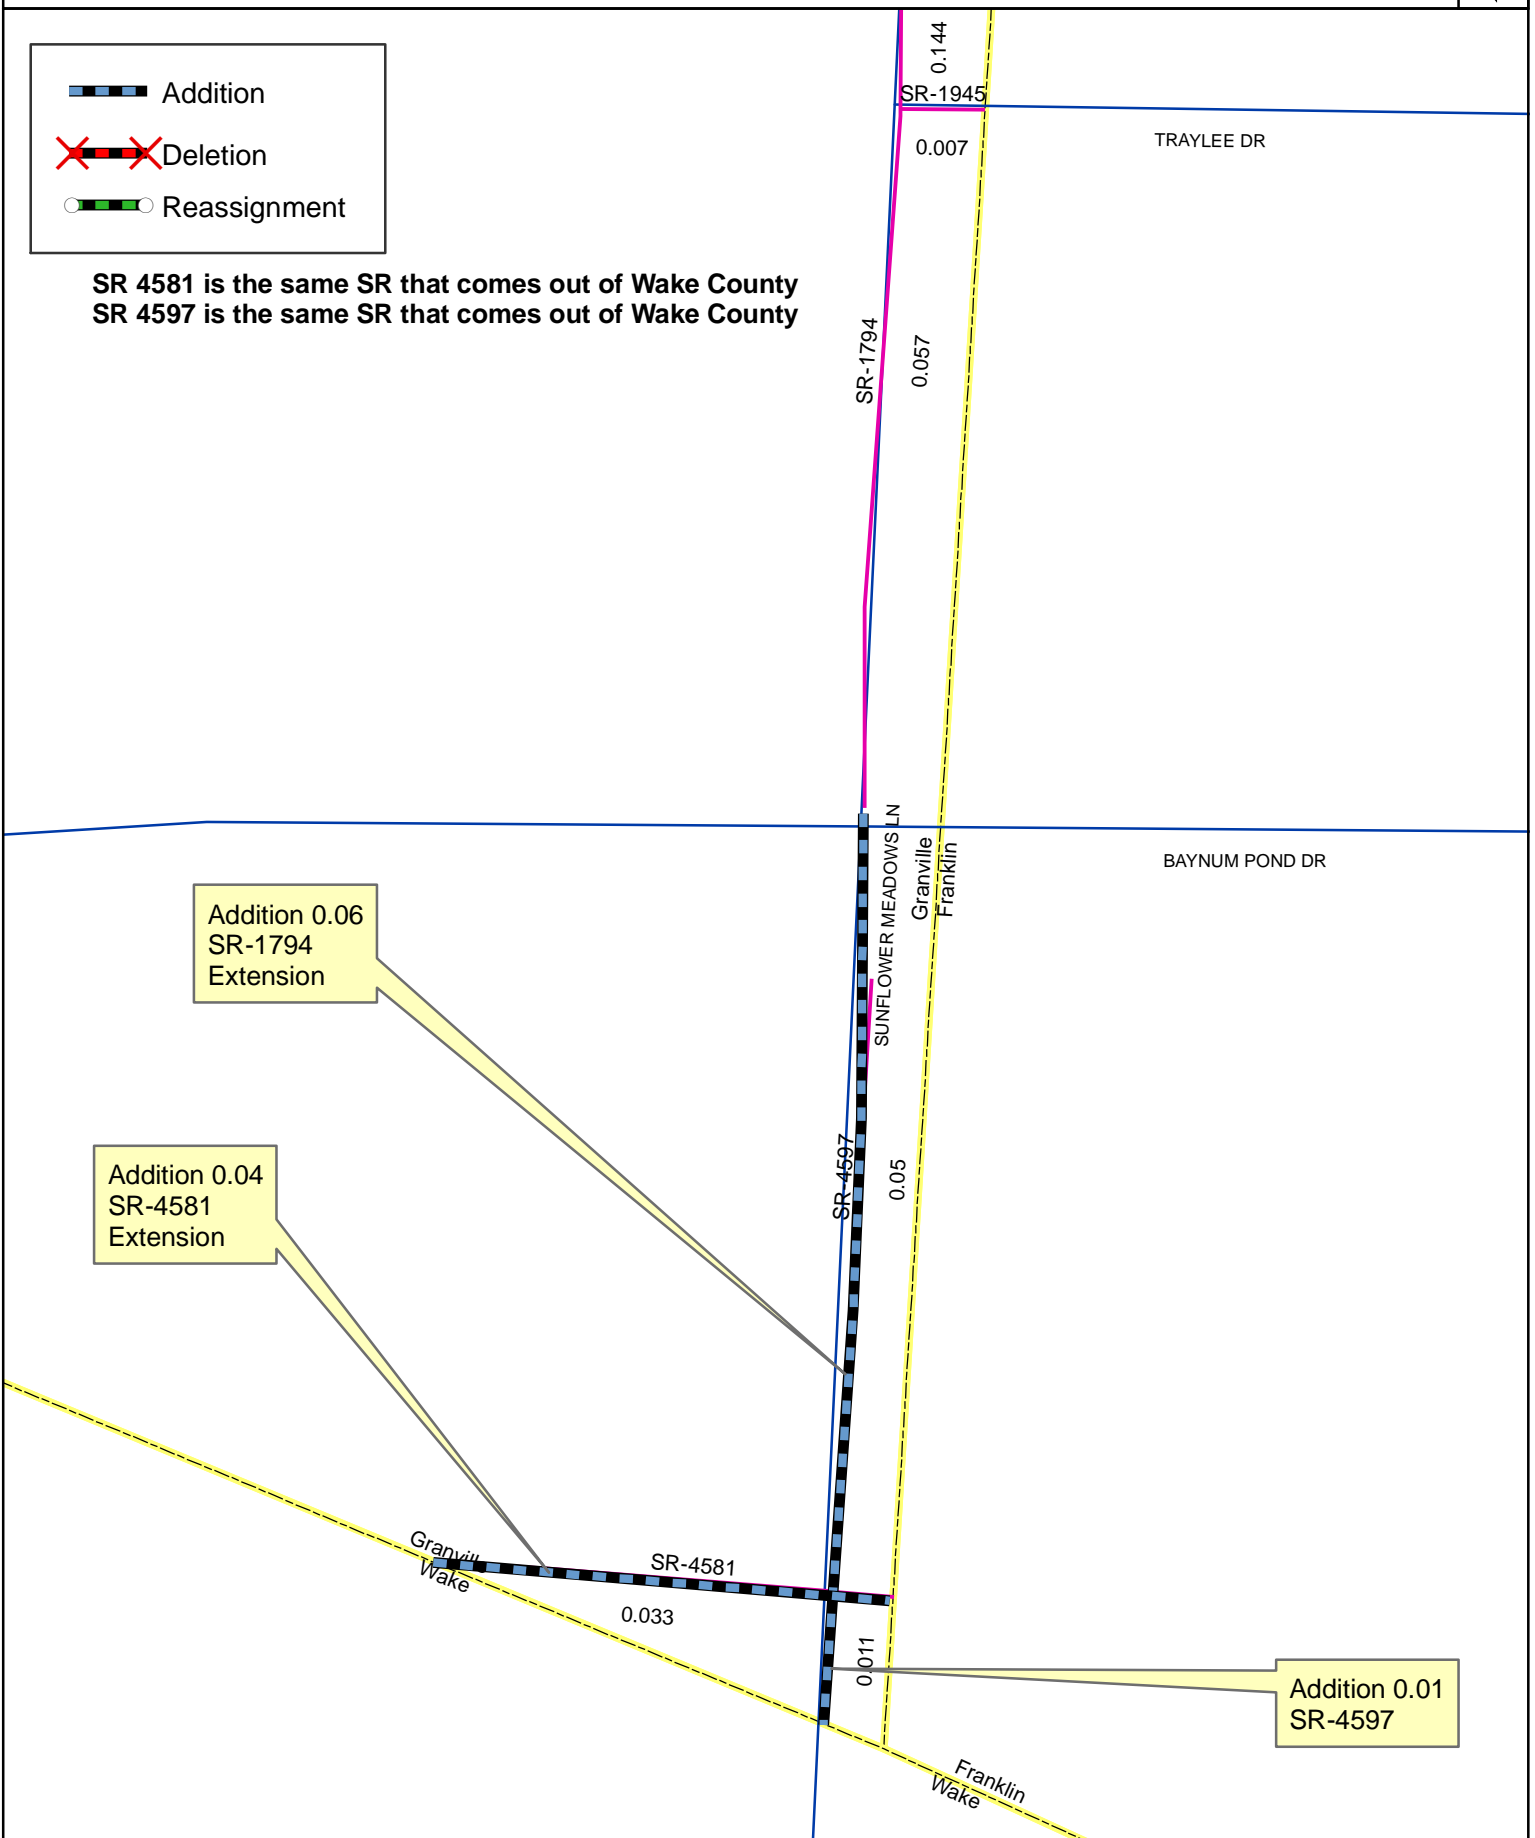 0.144
SR-1945
Addition
Deletion
Reassignment
0.007
TRAYLEE DR
SR 4581 is the same SR that comes out of Wake County
SR 4597 is the same SR that comes out of Wake County
SR-1794
0.057
SUNFLOWER MEADOWS LN
Granville
Franklin
BAYNUM POND DR
Addition 0.06
SR-1794
Extension
SR-4597
0.05
Addition 0.04
SR-4581
Extension
Wake
SR-4581
0.033
0.011
Addition 0.01
SR-4597
Franklin
Wake